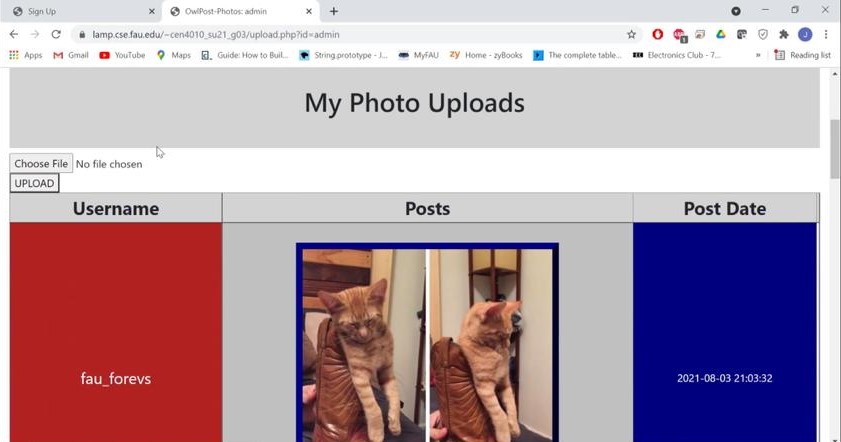 Sign Up
OwlPost-Photos: admin
lamp.cse.fau.edu/~cen4010_su21_g03/upload.php?id=admin
Apps Gmail YouTube Maps Guide: How to Buil... String.prototype - J... MyFAU zy Home - zyBooks The complete table... Electronics Club - 7... » Reading list
My Photo Uploads
Choose File No file chosen
UPLOAD
Username Posts Post Date
fau_forevs 2021-08-03 21:03:32